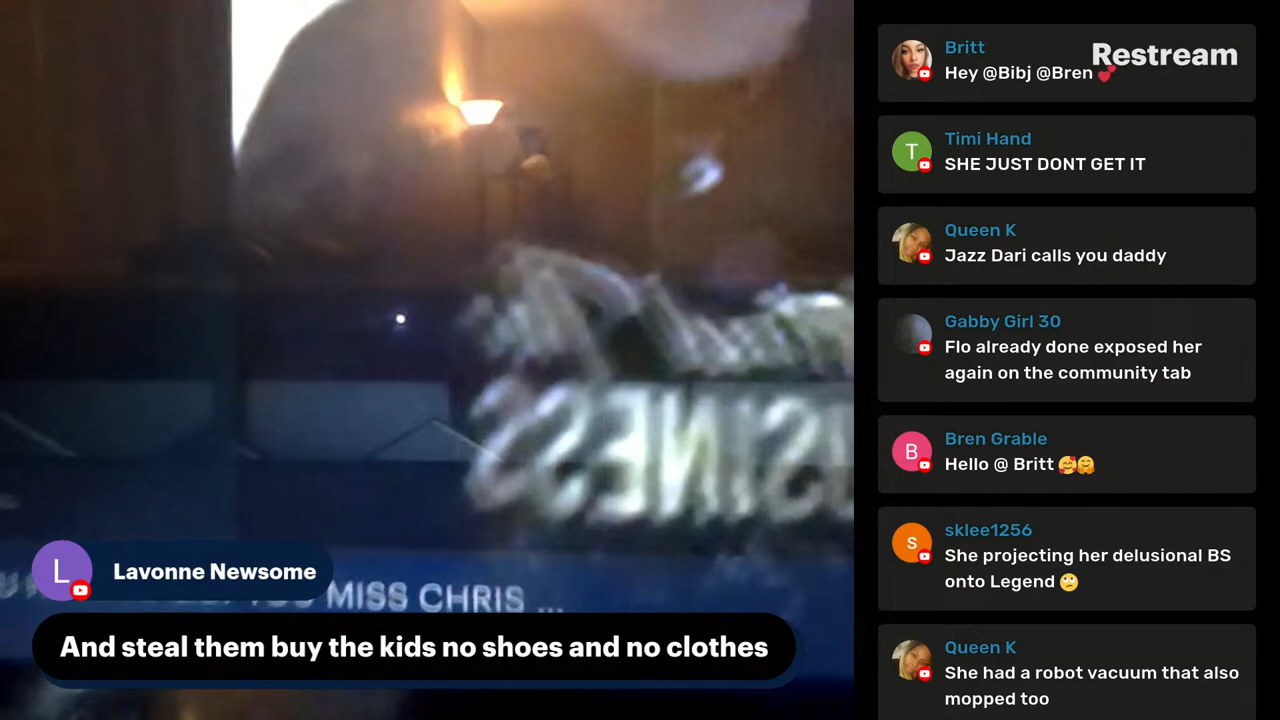 Restream
Britt
Hey @Bibj @Bren 💕
Timi Hand
SHE JUST DONT GET IT
Queen K
Jazz Dari calls you daddy
Gabby Girl 30
Flo already done exposed her
again on the community tab
Bren Grable
Hello @ Britt 🥰🤗
sklee1256
She projecting her delusional BS
onto Legend 🙄
Queen K
She had a robot vacuum that also
mopped too
L
Lavonne Newsome
MISS CHRIS ...
And steal them buy the kids no shoes and no clothes
T
B
S